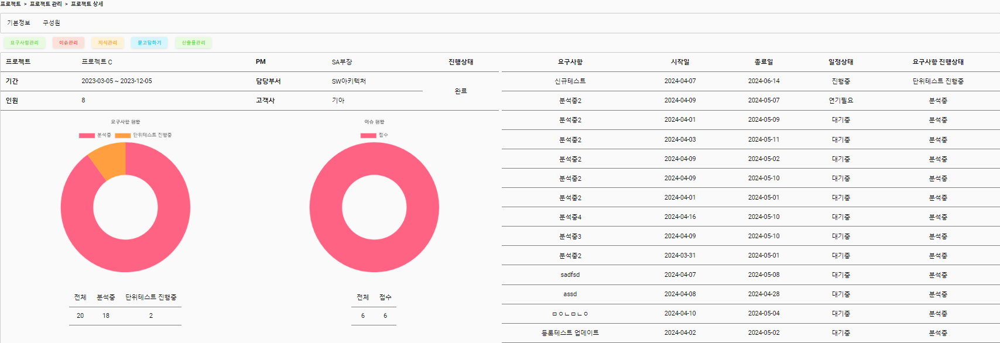 프로젝트 > 프로젝트 관리 > 프로젝트 상세
기본정보 구성원
요구사항관리 이슈관리 지식관리 묻고답하기 산출물관리
프로젝트 프로젝트 C PM SA부장 진행상태
기간 2023-03-05 ~ 2023-12-05 담당부서 SW아키텍처 완료
인원 8 고객사 기아
요구사항 현황
분석중 단위테스트 진행중
전체 분석중 단위테스트 진행중
20 18 2
이슈 현황
접수
전체 접수
6 6
요구사항 시작일 종료일 일정상태 요구사항 진행상태
신규테스트 2024-04-07 2024-06-14 진행중 단위테스트 진행중
분석중2 2024-04-09 2024-05-07 연기필요 분석중
분석중2 2024-04-01 2024-05-09 대기중 분석중
분석중2 2024-04-03 2024-05-11 대기중 분석중
분석중2 2024-04-09 2024-05-02 대기중 분석중
분석중2 2024-04-09 2024-05-10 대기중 분석중
분석중2 2024-04-01 2024-05-01 대기중 분석중
분석중4 2024-04-16 2024-05-10 대기중 분석중
분석중3 2024-04-09 2024-05-10 대기중 분석중
분석중2 2024-03-31 2024-05-01 대기중 분석중
sadfsd 2024-04-07 2024-05-08 대기중 분석중
assd 2024-04-08 2024-04-28 대기중 분석중
ㅁㅇㄴㅁㄴㅇ 2024-04-10 2024-05-04 대기중 분석중
등록테스트 업데이트 2024-04-02 2024-05-02 대기중 분석중